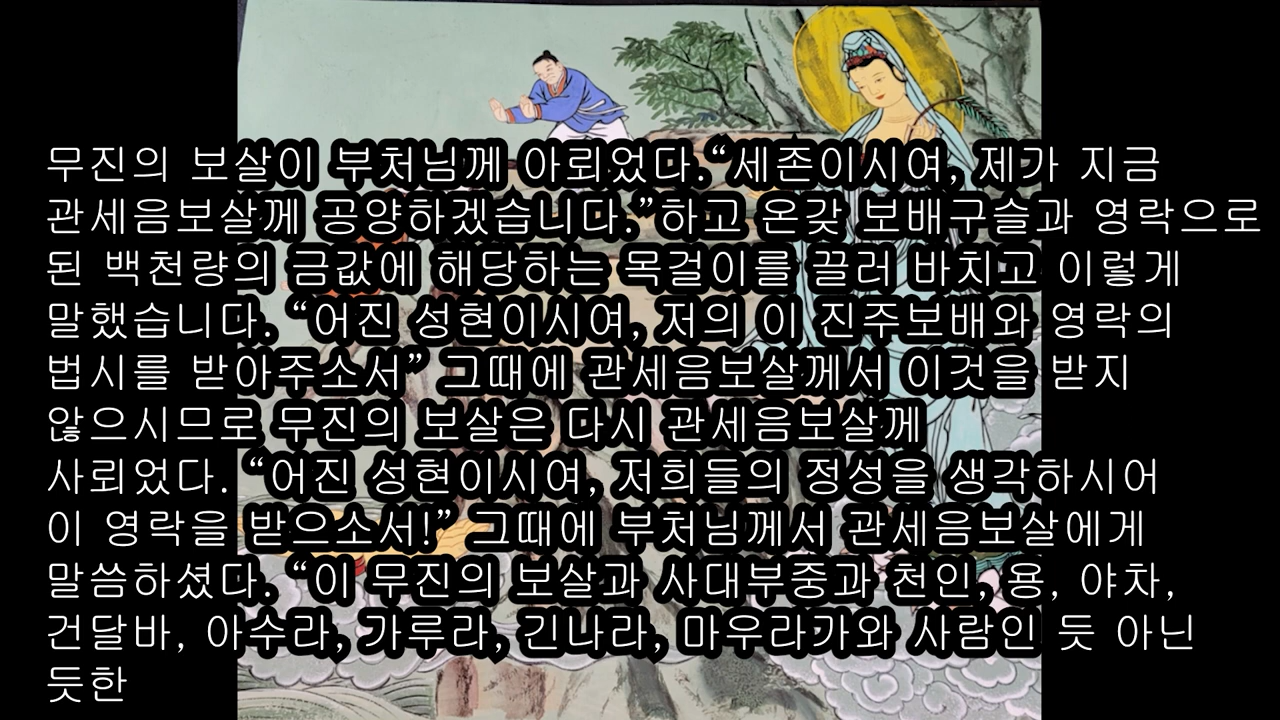 무진의 보살이 부처님께 아뢰었다.“세존이시여, 제가 지금
관세음보살께 공양하겠습니다.”하고 온갖 보배구슬과 영락으로
된 백천량의 금값에 해당하는 목걸이를 끌러 바치고 이렇게
말했습니다. “어진 성현이시여, 저의 이 진주보배와 영락의
법시를 받아주소서” 그때에 관세음보살께서 이것을 받지
않으시므로 무진의 보살은 다시 관세음보살께
사뢰었다. “어진 성현이시여, 저희들의 정성을 생각하시어
이 영락을 받으소서!” 그때에 부처님께서 관세음보살에게
말씀하셨다. “이 무진의 보살과 사대부중과 천인, 용, 야차,
건달바, 아수라, 가루라, 긴나라, 마우라가와 사람인 듯 아닌
듯한